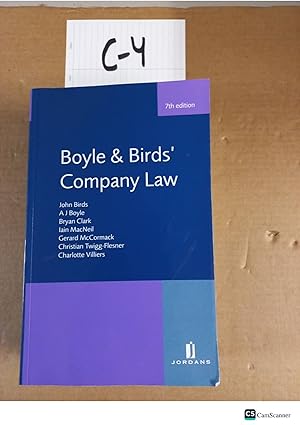 C-4
7th edition
Boyle & Birds'
Company Law
John Birds
A J Boyle
Bryan Clark
Iain MacNeil
Gerard McCormack
Christian Twigg-Flesner
Charlotte Villiers
JORDANS
CS CamScanner